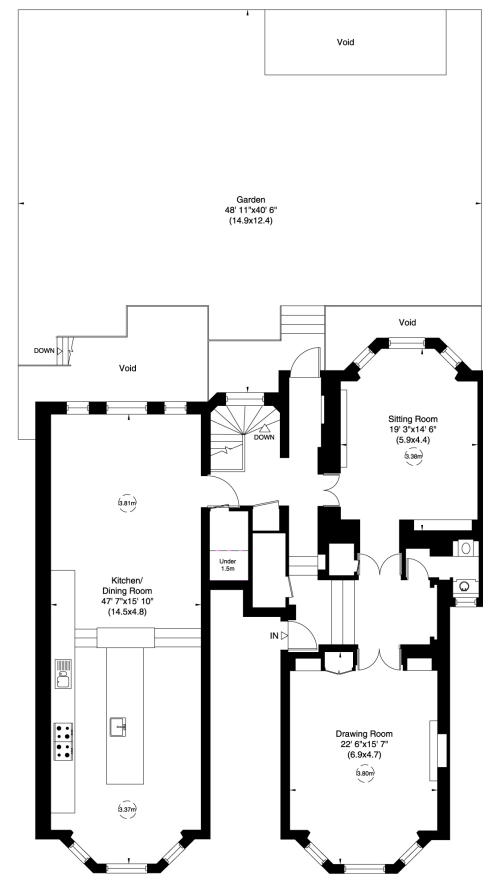 Void
Garden
48' 11"x40' 6"
(14.9x12.4)
Void
DOWN
Void
Sitting Room
19' 3"x14' 6"
(5.9x4.4)
3.38m
DOWN
3.81m
Under
1.5m
Kitchen/
Dining Room
47' 7"x15' 10"
(14.5x4.8)
IN
Drawing Room
22' 6"x15' 7"
(6.9x4.7)
3.80m
3.37m